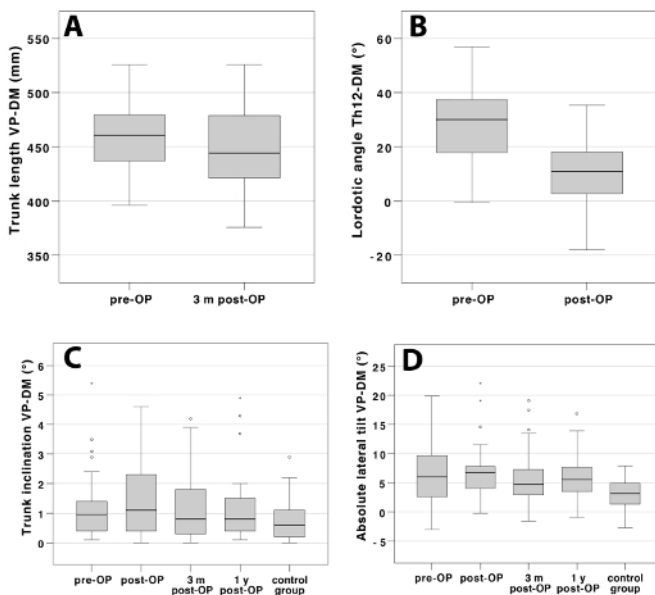 A
Trunk length VP-DM (mm)
550
500
450
400
350
pre-OP
3 m post-OP
B
Lordotic angle Th12-DM (°)
60
40
20
0
-20
pre-OP
post-OP
C
Trunk inclination VP-DM (°)
6
5
4
3
2
1
0
pre-OP
post-OP
3 m
post-OP
1 y
post-OP
control
group
D
Absolute lateral tilt VP-DM (°)
25
20
15
10
5
0
-5
pre-OP
post-OP
3 m
post-OP
1 y
post-OP
control
group